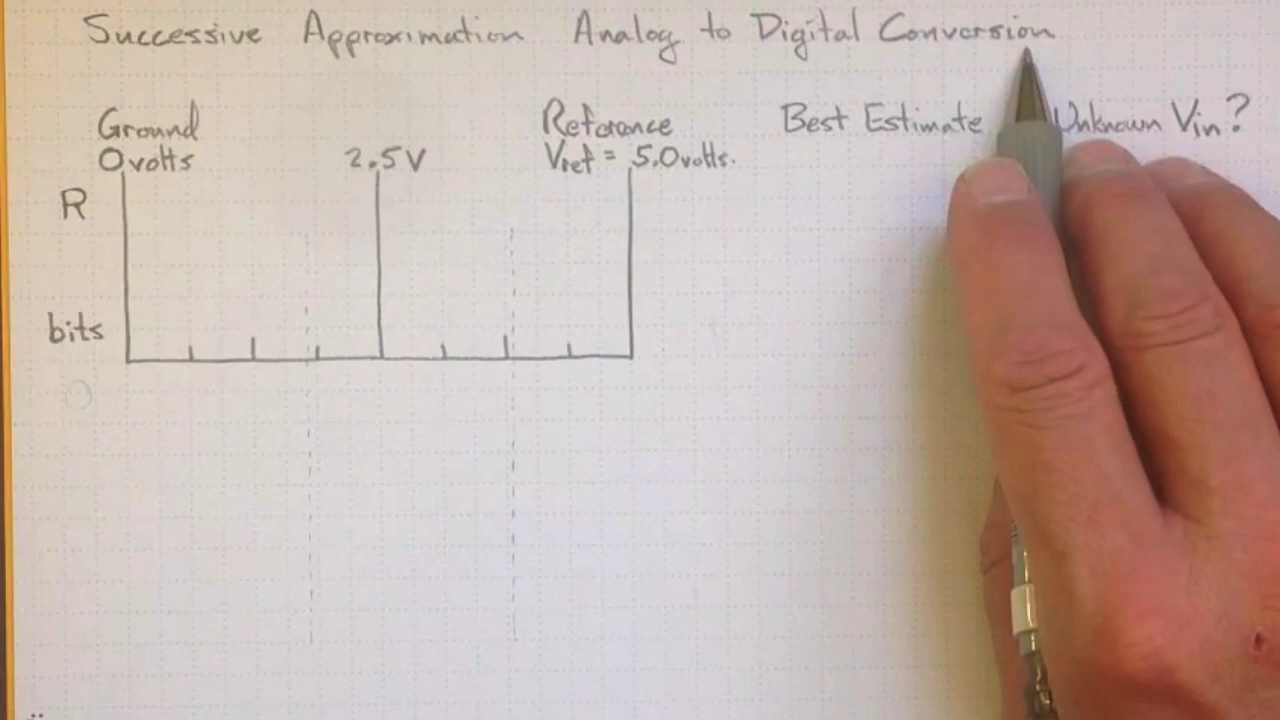 Successive Approximation Analog to Digital Conversion
Ground
0 volts
2.5V
Reference
Vref = 5.0 volts.
Best Estimate Unknown Vin?
R
bits